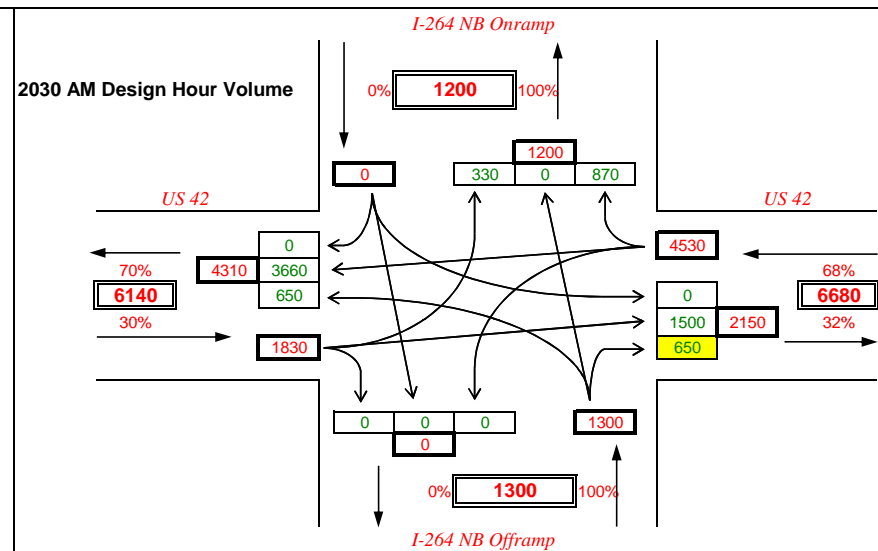 I-264 NB Onramp
2030 AM Design Hour Volume
0% 1200 100%
1200
0 330 0 870
US 42 US 42
0 4530
70% 4310 3660 68%
6140 650 0 6680
30% 1500 2150 32%
1830 650
0 0 0 1300
0
0% 1300 100%
I-264 NB Offramp